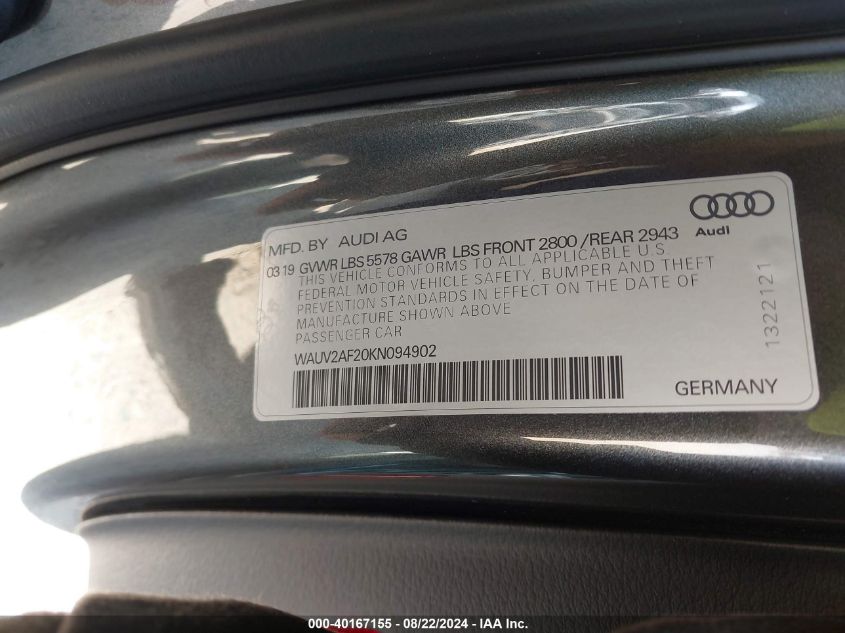 MFD. BY AUDI AG
Audi
0319 GVWR LBS 5578 GAWR LBS FRONT 2800 / REAR 2943
THIS VEHICLE CONFORMS TO ALL APPLICABLE U.S.
FEDERAL MOTOR VEHICLE SAFETY, BUMPER AND THEFT
PREVENTION STANDARDS IN EFFECT ON THE DATE OF
MANUFACTURE SHOWN ABOVE
PASSENGER CAR
1322121
WAUV2AF20KN094902
GERMANY
000-40167155 - 08/22/2024 - IAA Inc.